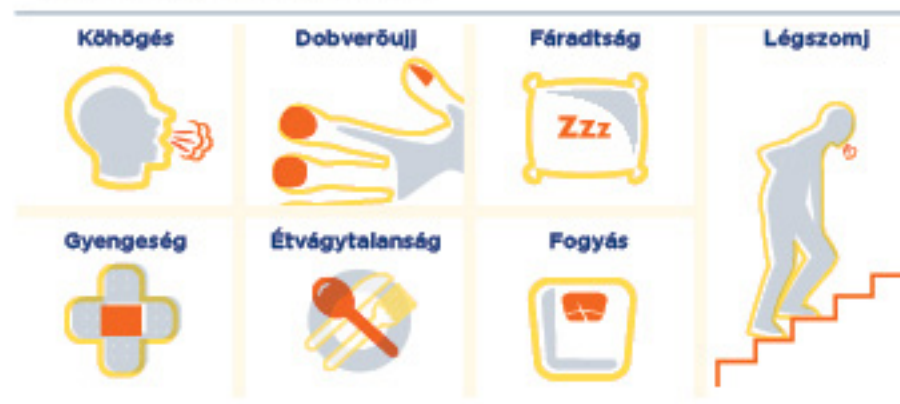 Köhögés
Dobverőujj
Fáradtság
Légszomj
Zzz
Gyengeség
Étvágytalanság
Fogyás